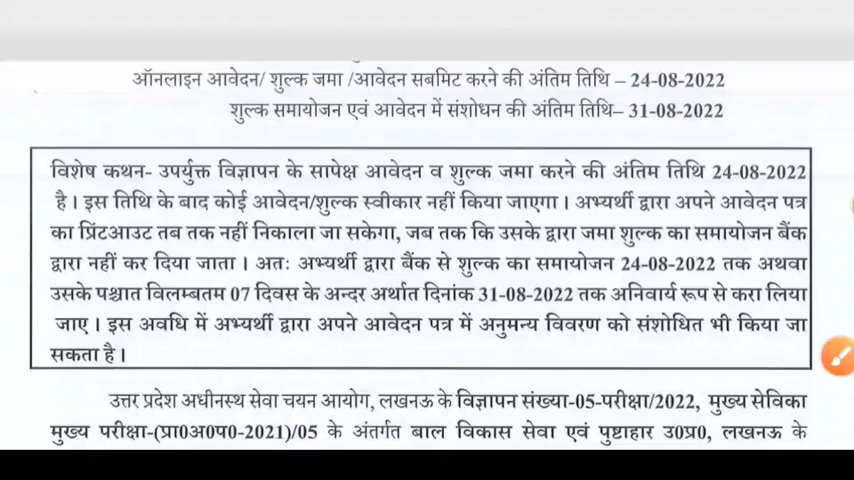 ऑनलाइन आवेदन/ शुल्क जमा /आवेदन सबमिट करने की अंतिम तिथि – 24-08-2022
शुल्क समायोजन एवं आवेदन में संशोधन की अंतिम तिथि– 31-08-2022
विशेष कथन- उपर्युक्त विज्ञापन के सापेक्ष आवेदन व शुल्क जमा करने की अंतिम तिथि 24-08-2022
है। इस तिथि के बाद कोई आवेदन/शुल्क स्वीकार नहीं किया जाएगा। अभ्यर्थी द्वारा अपने आवेदन पत्र
का प्रिंटआउट तब तक नहीं निकाला जा सकेगा, जब तक कि उसके द्वारा जमा शुल्क का समायोजन बैंक
द्वारा नहीं कर दिया जाता। अतः अभ्यर्थी द्वारा बैंक से शुल्क का समायोजन 24-08-2022 तक अथवा
उसके पश्चात विलम्बतम 07 दिवस के अन्दर अर्थात दिनांक 31-08-2022 तक अनिवार्य रूप से करा लिया
जाए। इस अवधि में अभ्यर्थी द्वारा अपने आवेदन पत्र में अनुमन्य विवरण को संशोधित भी किया जा
सकता है।
उत्तर प्रदेश अधीनस्थ सेवा चयन आयोग, लखनऊ के विज्ञापन संख्या-05-परीक्षा/2022, मुख्य सेविका
मुख्य परीक्षा-(प्रा0अ0प0-2021)/05 के अंतर्गत बाल विकास सेवा एवं पुष्टाहार उ0प्र0, लखनऊ के